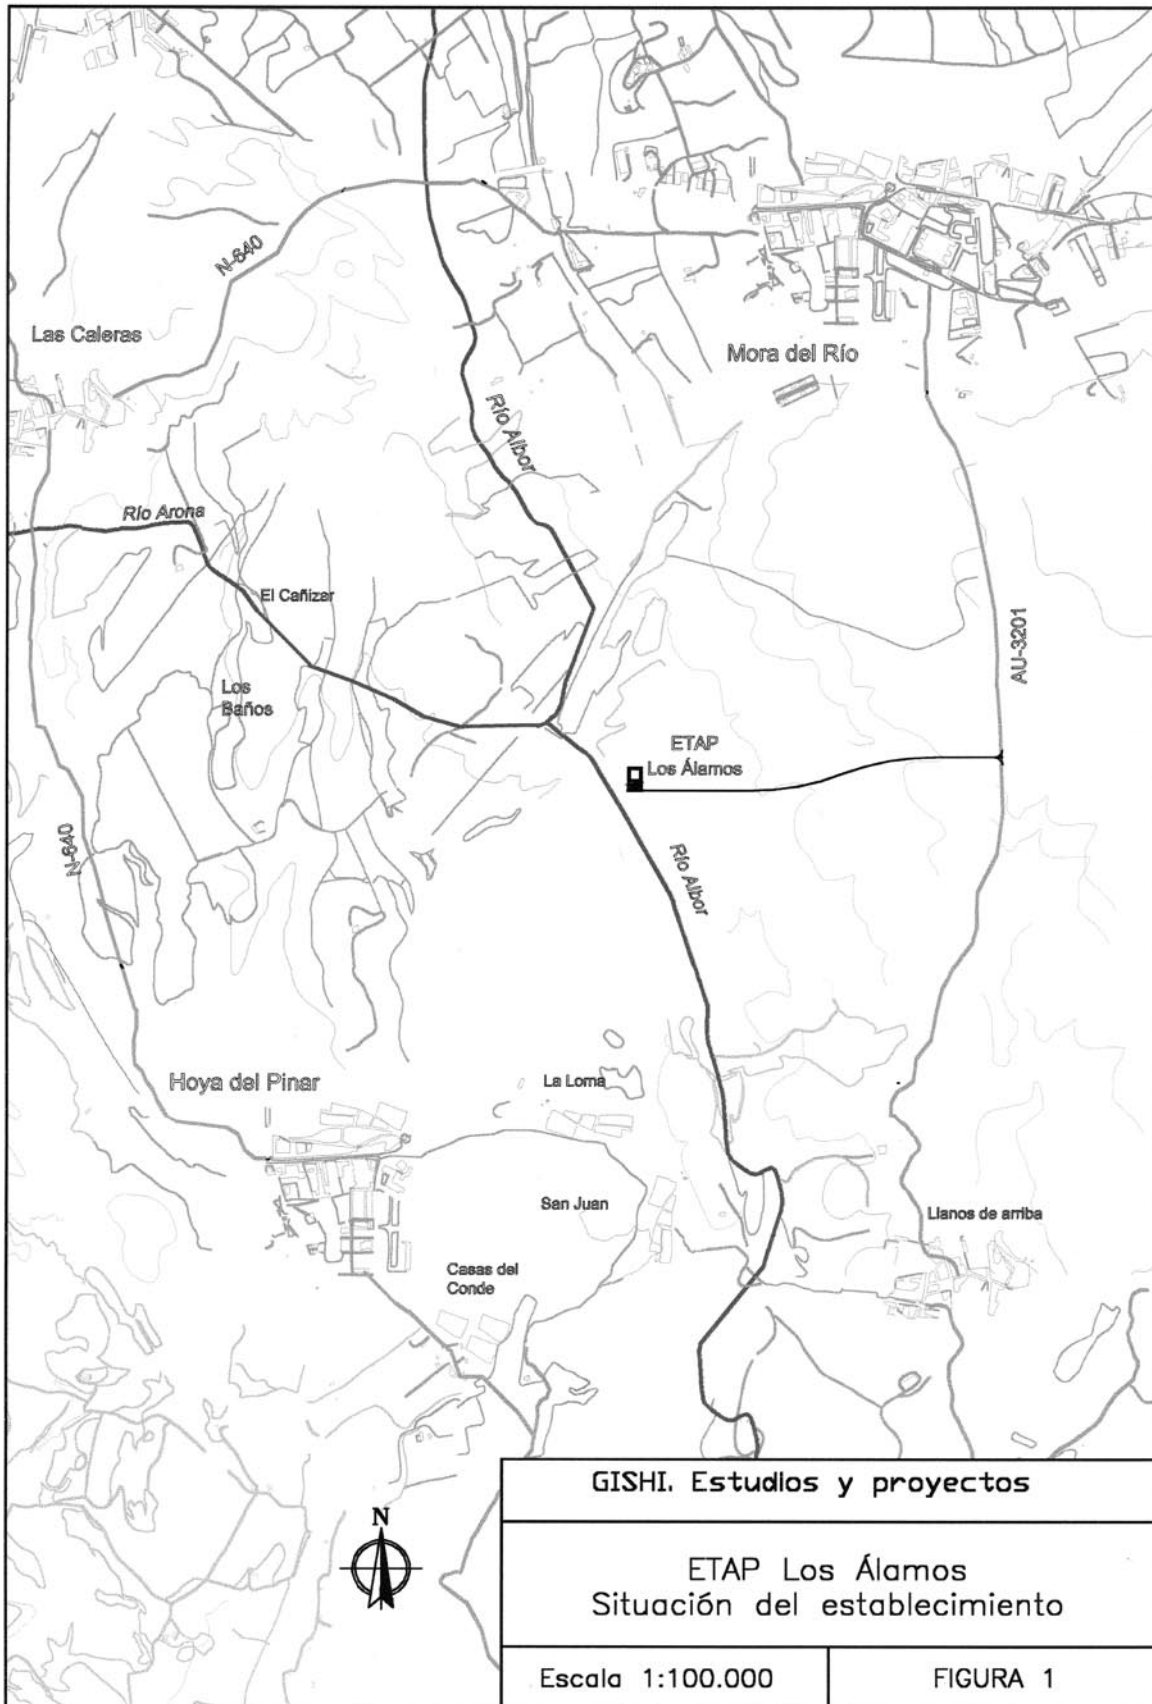 N-640
Las Caleras
Mora del Río
Río Albor
Río Arona
El Cañizar
AU-3201
Los
Baños
ETAP
Los Álamos
N-640
Río Albor
Hoya del Pinar
La Loma
San Juan
Llanos de arriba
Casas del
Conde
N
GISHI. Estudios y proyectos
ETAP Los Álamos
Situación del establecimiento
Escala 1:100.000
FIGURA 1